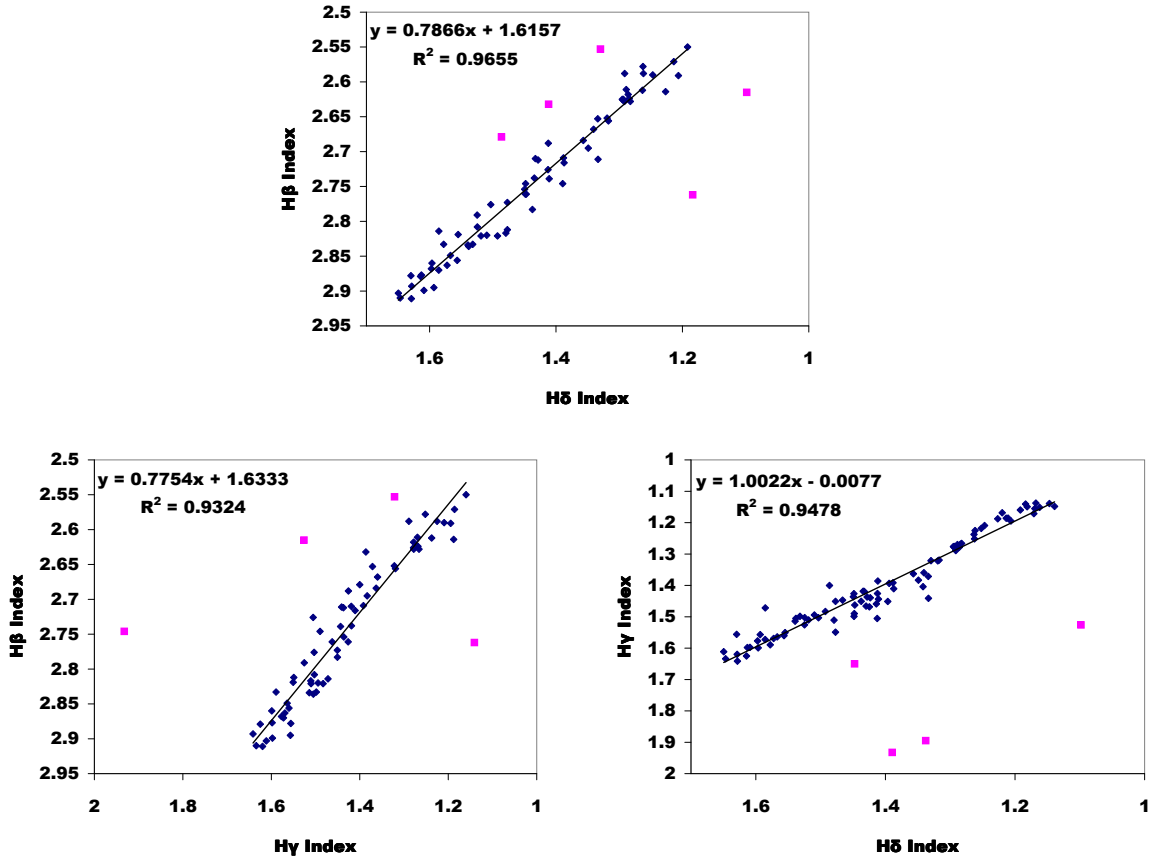 2.5
y = 0.7866x + 1.6157
R² = 0.9655
2.55
2.6
2.65
2.7
2.75
2.8
2.85
2.9
2.95
Hβ Index
1.6 1.4 1.2 1
Hδ Index
2.5
y = 0.7754x + 1.6333
R² = 0.9324
2.55
2.6
2.65
2.7
2.75
2.8
2.85
2.9
2.95
Hβ Index
2 1.8 1.6 1.4 1.2 1
Hγ Index
1
y = 1.0022x - 0.0077
R² = 0.9478
1.1
1.2
1.3
1.4
1.5
1.6
1.7
1.8
1.9
2
Hγ Index
1.6 1.4 1.2 1
Hδ Index